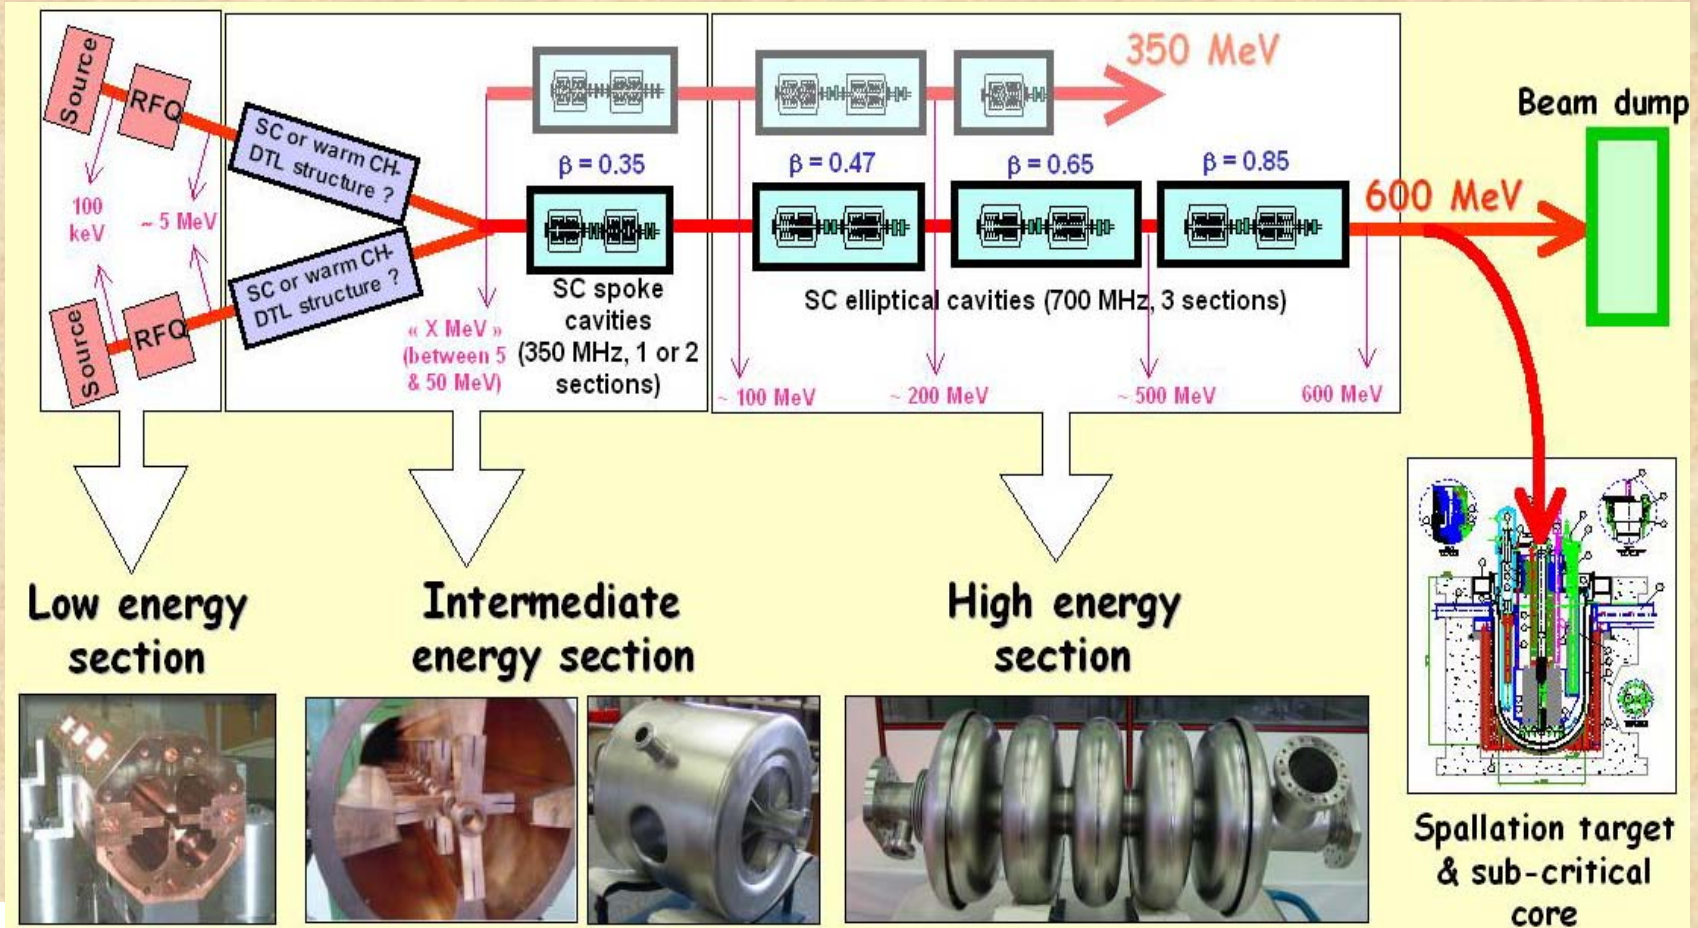 Source
RFQ
SC or warm CH-
DTL structure ?
100
keV
~ 5 MeV
Source
RFQ
SC or warm CH-
DTL structure ?
350 MeV
β = 0.35
β = 0.47
β = 0.65
β = 0.85
600 MeV
Beam dump
« X MeV »
(between 5
& 50 MeV)
SC spoke
cavities
(350 MHz, 1 or 2
sections)
SC elliptical cavities (700 MHz, 3 sections)
~ 100 MeV
~ 200 MeV
~ 500 MeV
600 MeV
Low energy
section
Intermediate
energy section
High energy
section
Spallation target
& sub-critical
core